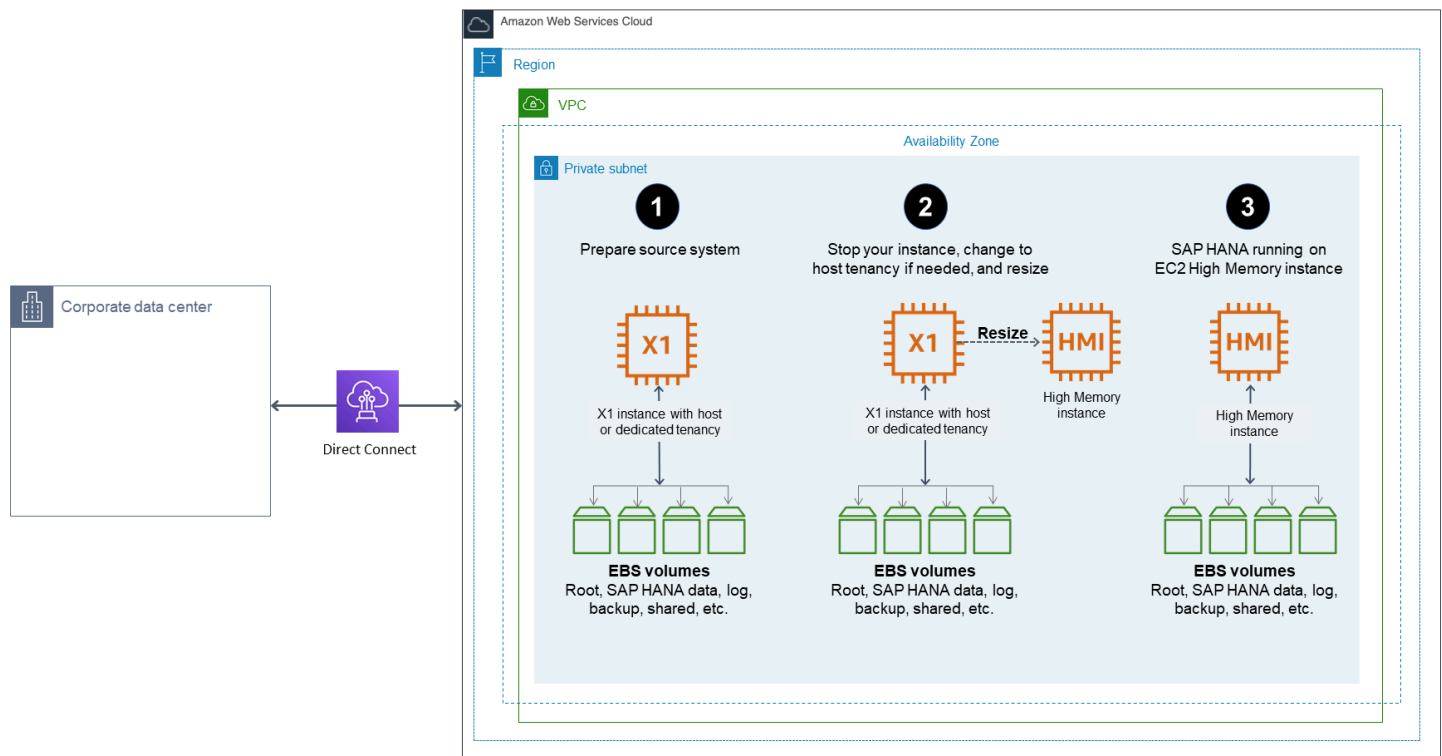 Amazon Web Services Cloud
Region
VPC
Availability Zone
Private subnet
1
Prepare source system
2
Stop your instance, change to
host tenancy if needed, and resize
3
SAP HANA running on
EC2 High Memory instance
Corporate data center
Direct Connect
X1
X1 instance with host
or dedicated tenancy
EBS volumes
Root, SAP HANA data, log,
backup, shared, etc.
X1
Resize
HMI
High Memory
instance
X1 instance with host
or dedicated tenancy
EBS volumes
Root, SAP HANA data, log,
backup, shared, etc.
HMI
High Memory
instance
EBS volumes
Root, SAP HANA data, log,
backup, shared, etc.